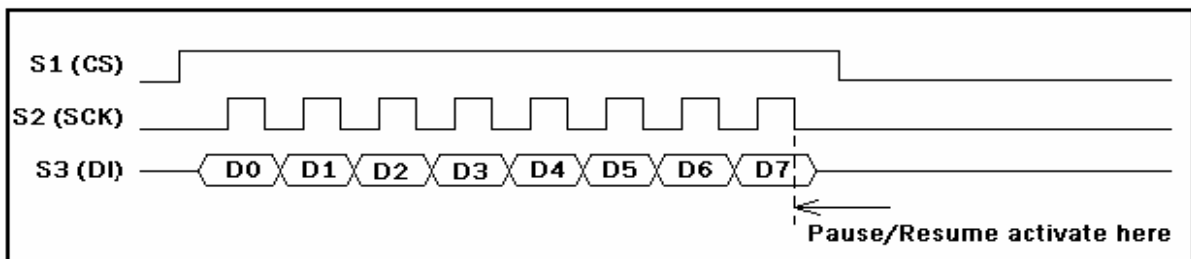 S1 (CS)
S2 (SCK)
S3 (DI) D0 D1 D2 D3 D4 D5 D6 D7
Pause/Resume activate here